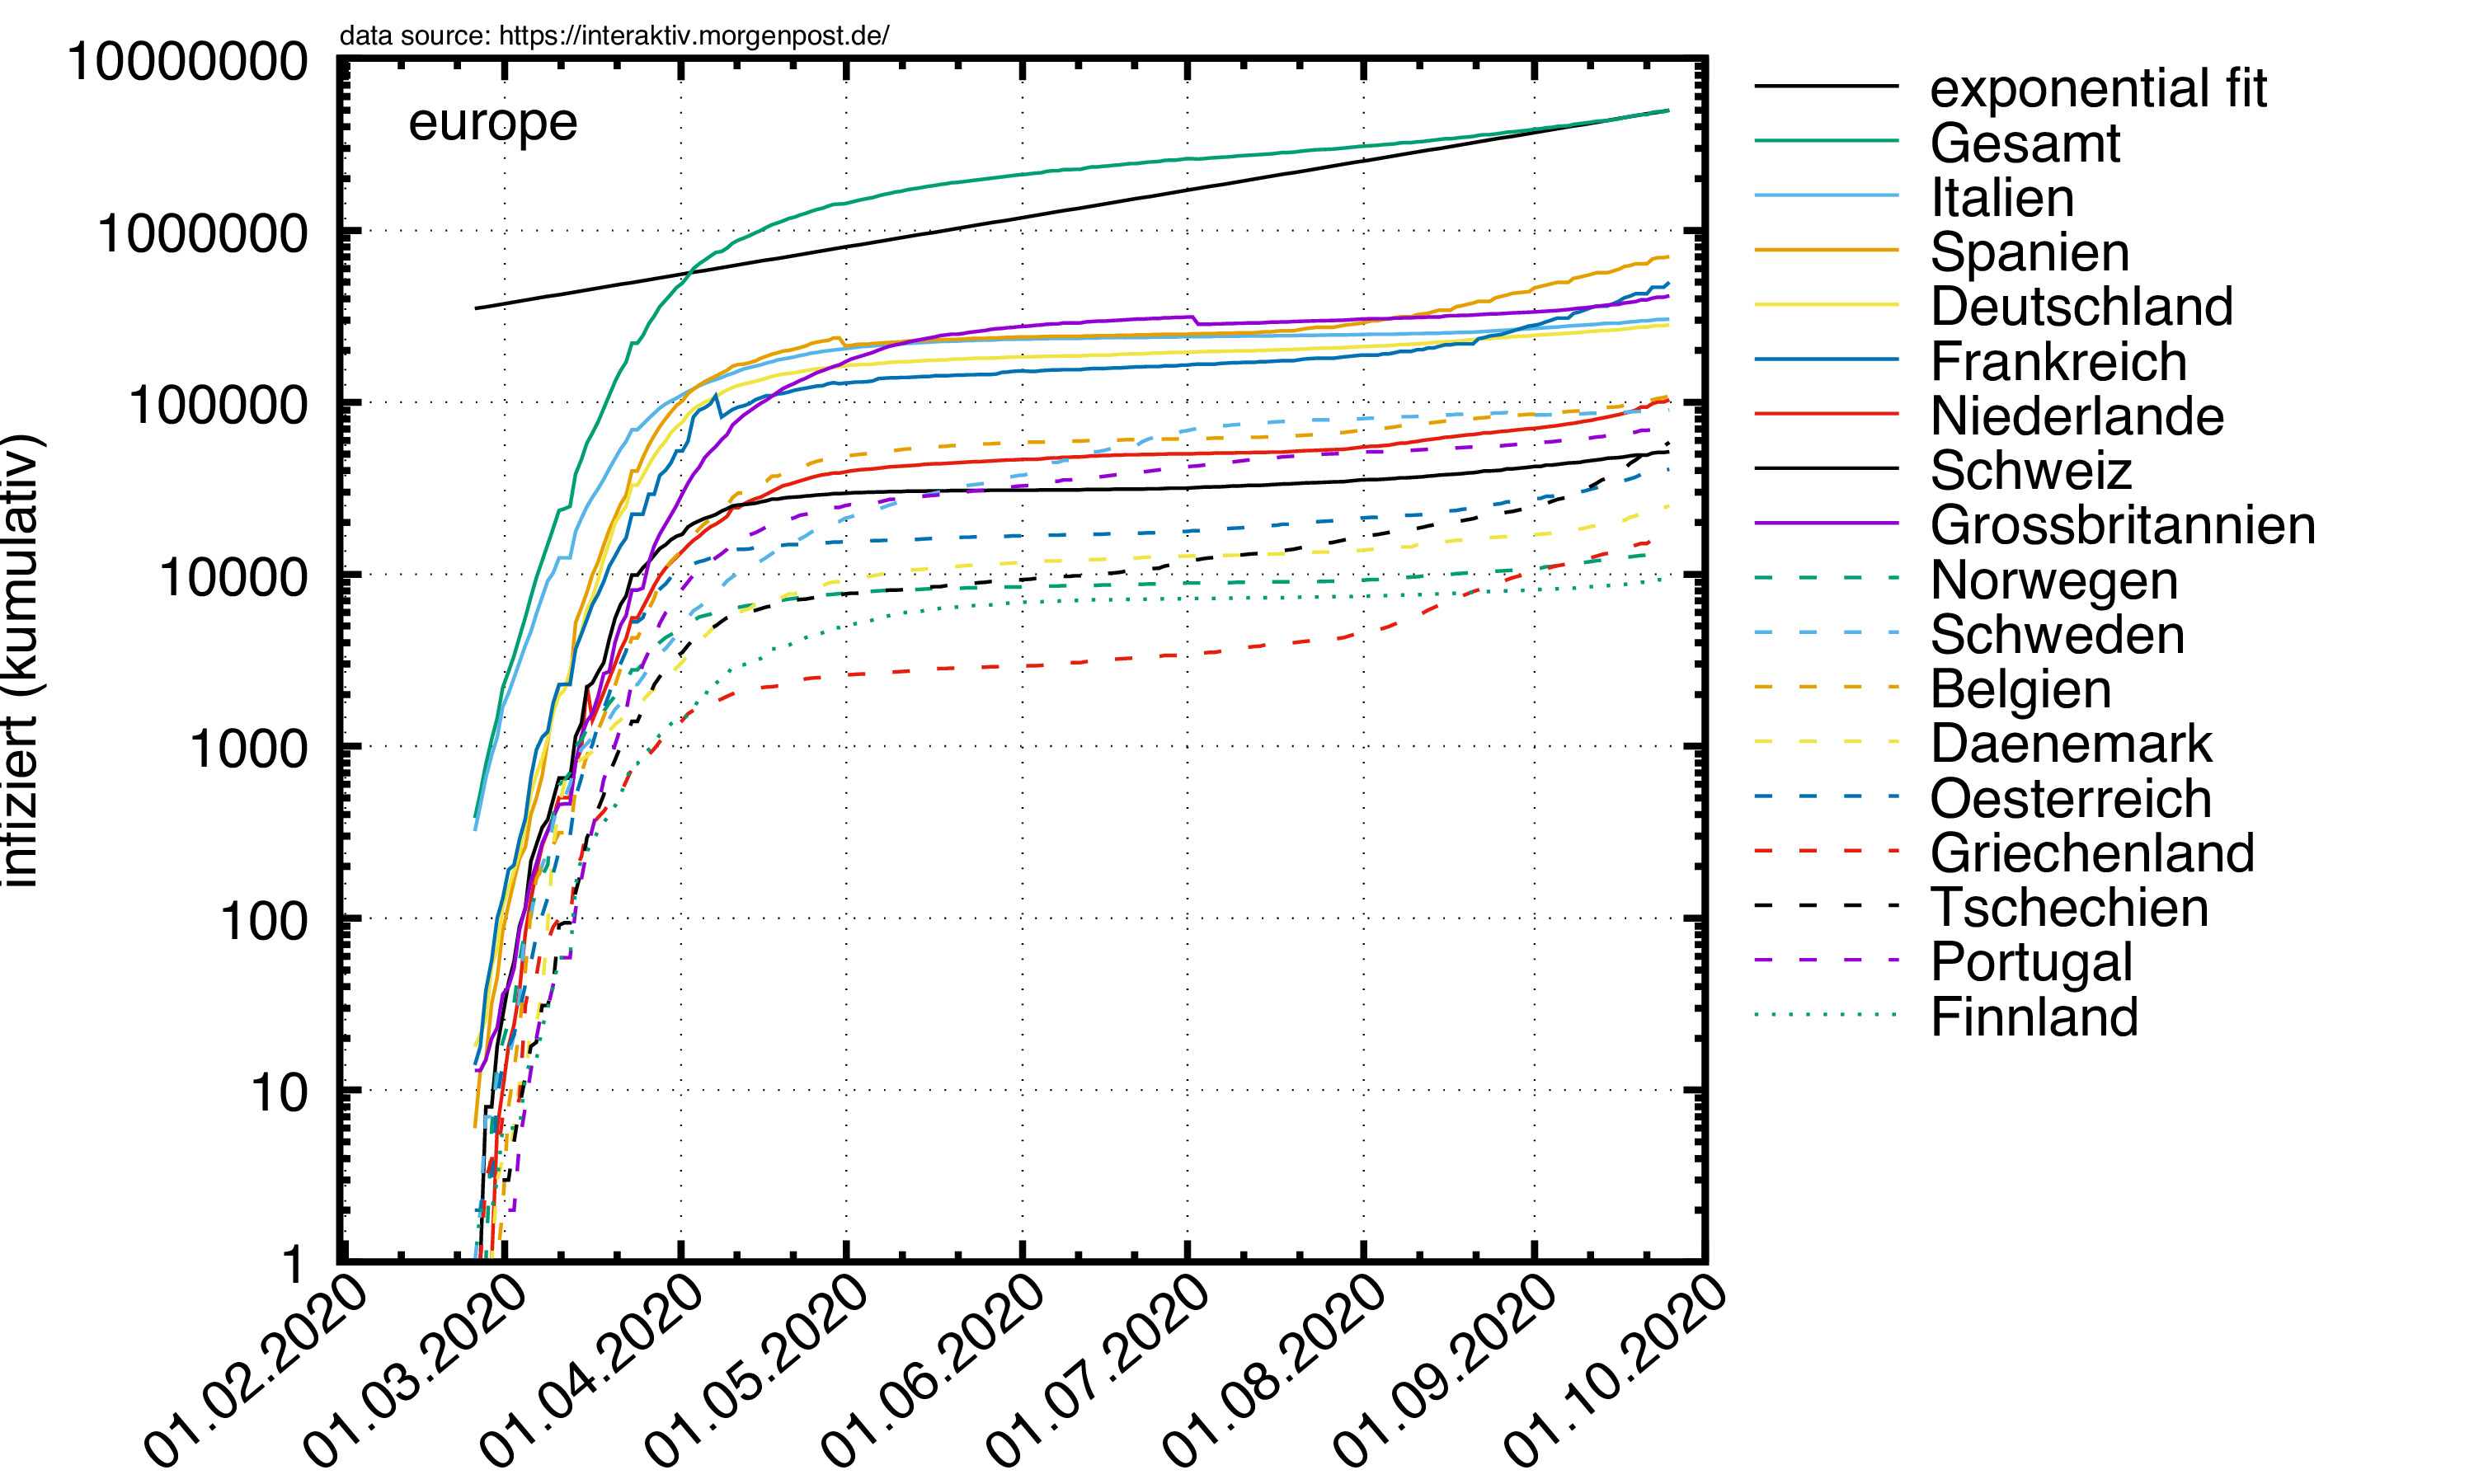 data source: https://interaktiv.morgenpost.de/
europe
infiziert (kumulativ)
10000000
1000000
100000
10000
1000
100
10
1
01.02.2020
01.03.2020
01.04.2020
01.05.2020
01.06.2020
01.07.2020
01.08.2020
01.09.2020
01.10.2020
exponential fit
Gesamt
Italien
Spanien
Deutschland
Frankreich
Niederlande
Schweiz
Grossbritannien
Norwegen
Schweden
Belgien
Daenemark
Oesterreich
Griechenland
Tschechien
Portugal
Finnland